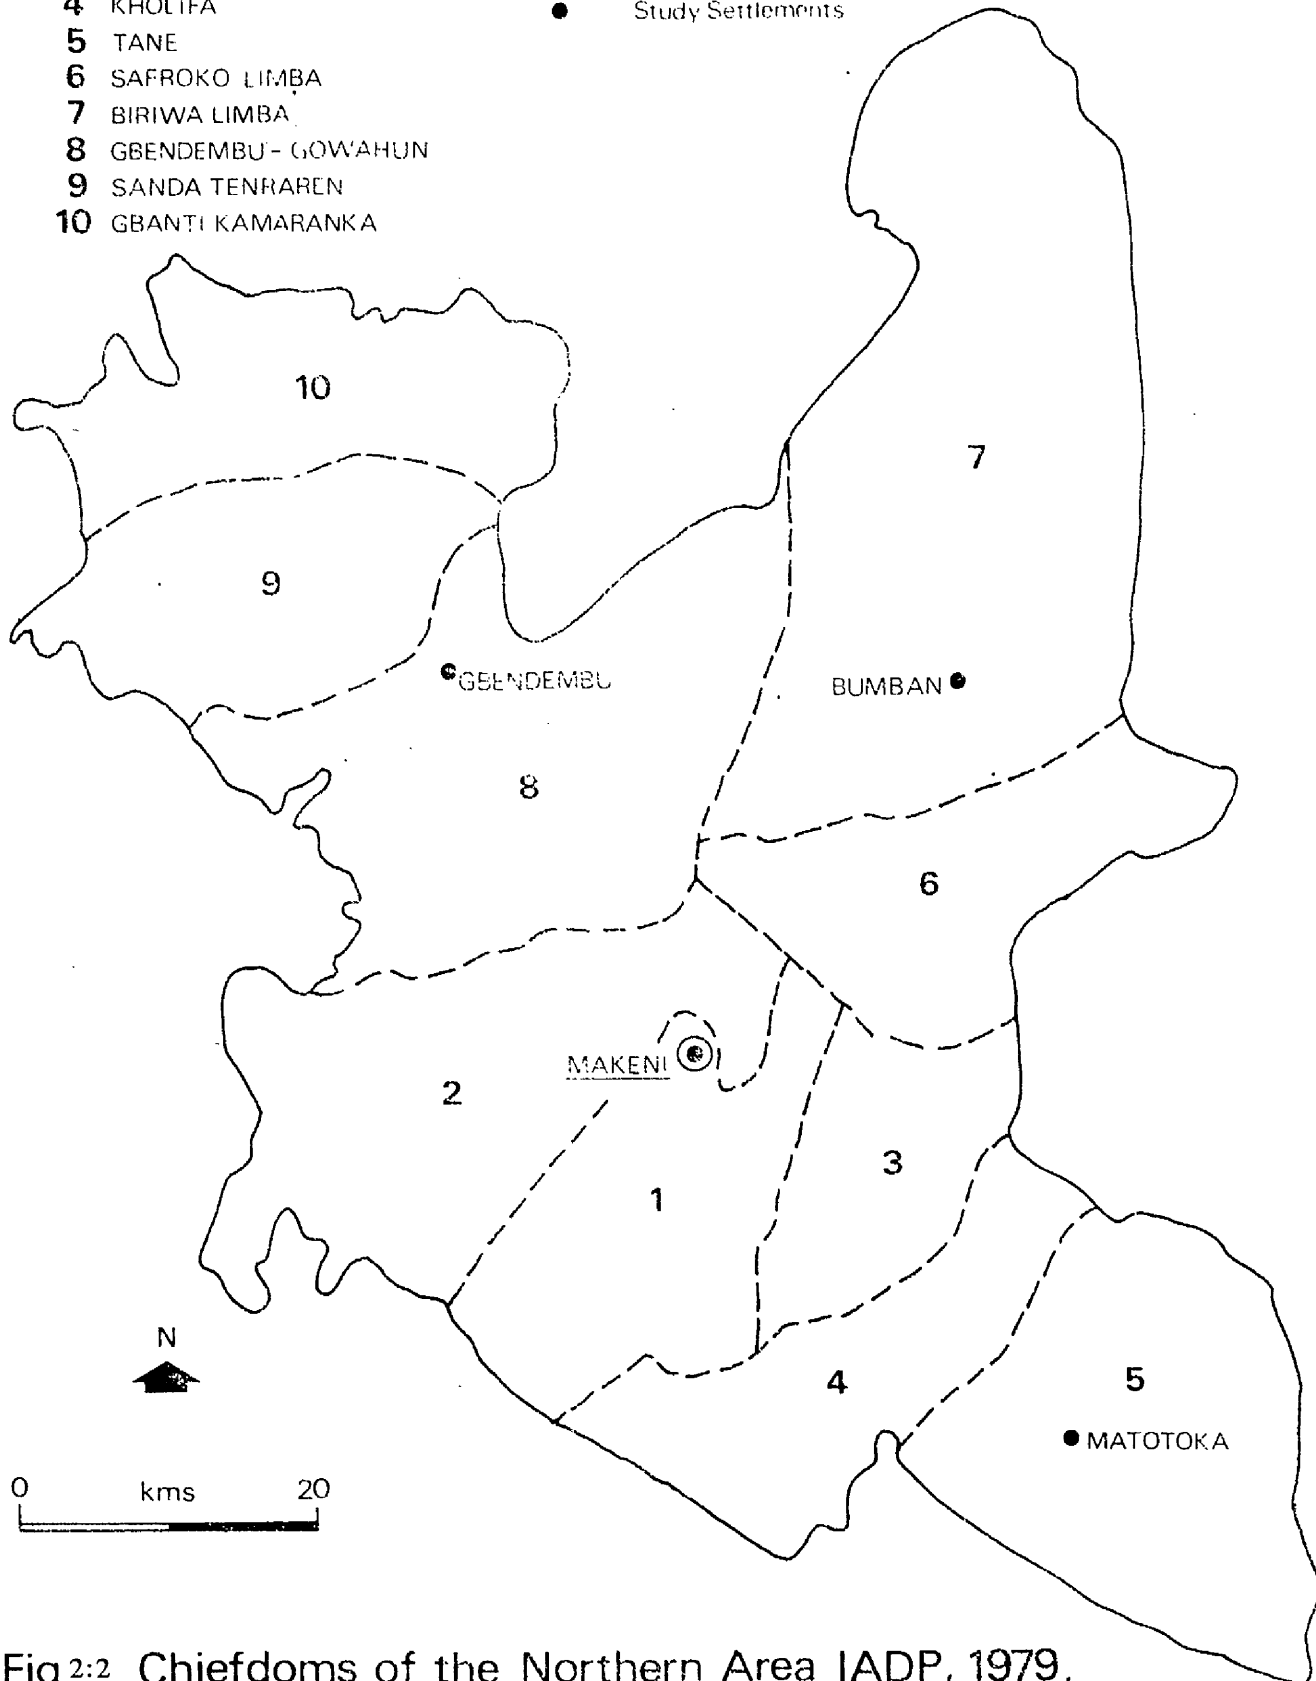 4 KHOLIFA
Study Settlements
5 TANE
6 SAFROKO LIMBA
7 BIRIWA LIMBA
8 GBENDEMBU - GOWAHUN
9 SANDA TENRAREN
10 GBANTI KAMARANKA
10
7
9
GBENDEMBU
BUMBAN
8
6
MAKENI
2
3
1
N
4
5
MATOTOKA
0 kms 20
Fig 2:2 Chiefdoms of the Northern Area IADP, 1979.